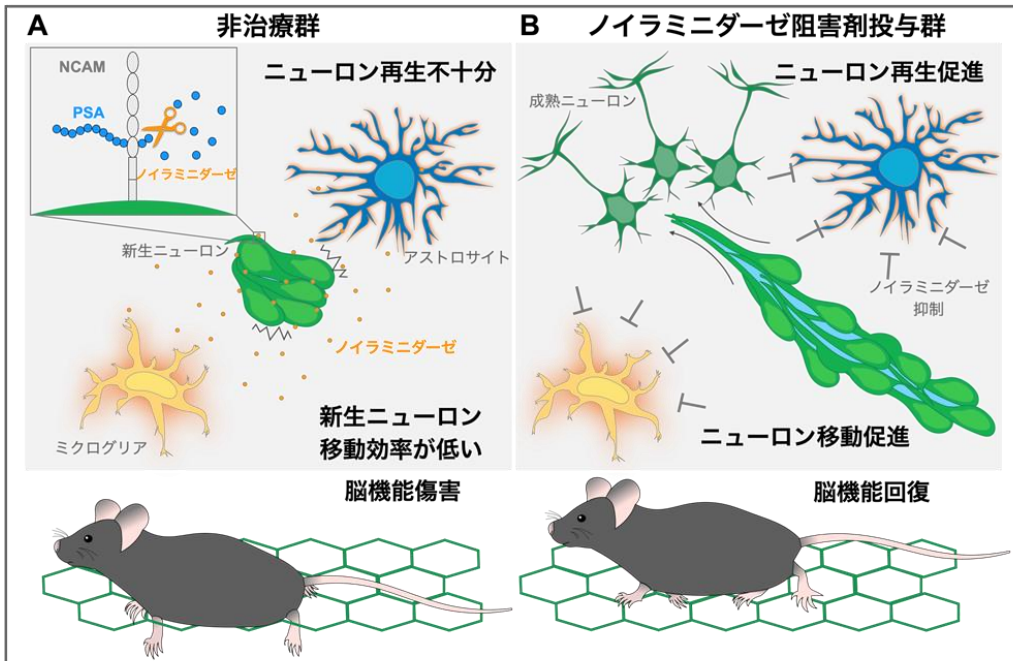 A 非治療群
NCAM
PSA
ノイラミニダーゼ
ニューロン再生不十分
新生ニューロン
アストロサイト
ノイラミニダーゼ
ミクログリア
新生ニューロン
移動効率が低い
脳機能傷害
B ノイラミニダーゼ阻害剤投与群
成熟ニューロン
ニューロン再生促進
ノイラミニダーゼ
抑制
ニューロン移動促進
脳機能回復